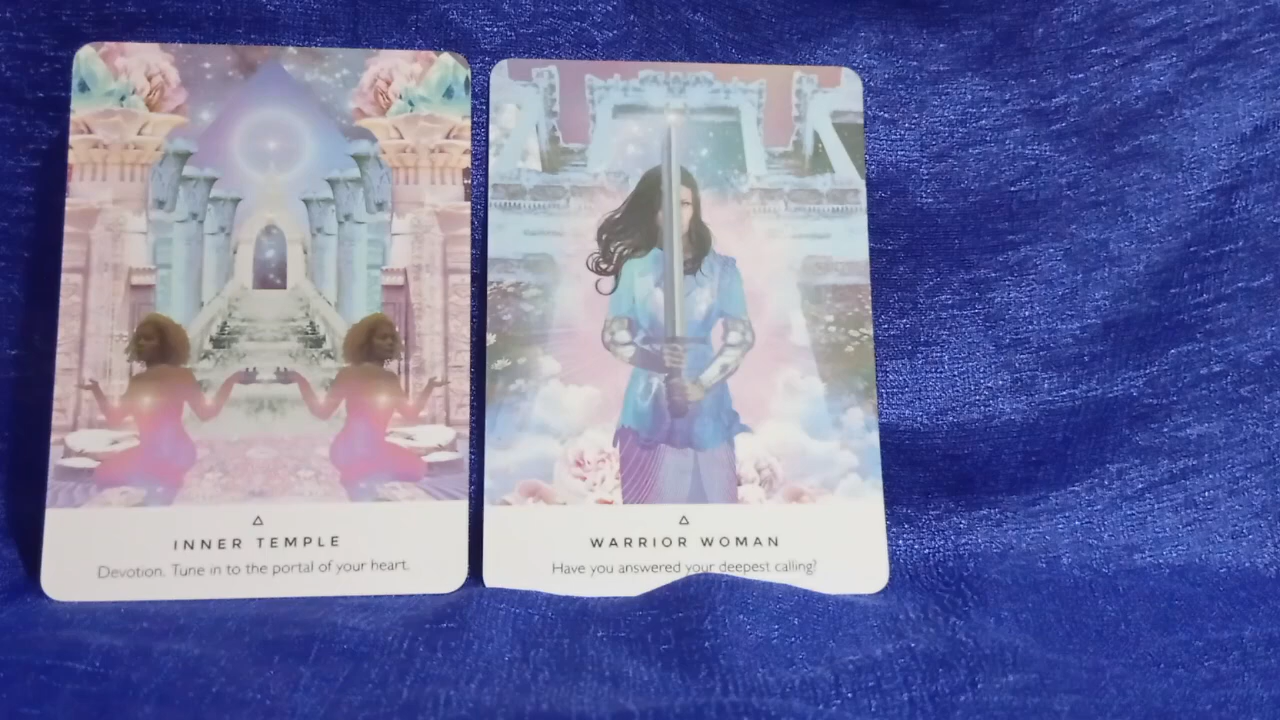 INNER TEMPLE
Devotion. Tune in to the portal of your heart.
WARRIOR WOMAN
Have you answered your deepest calling?